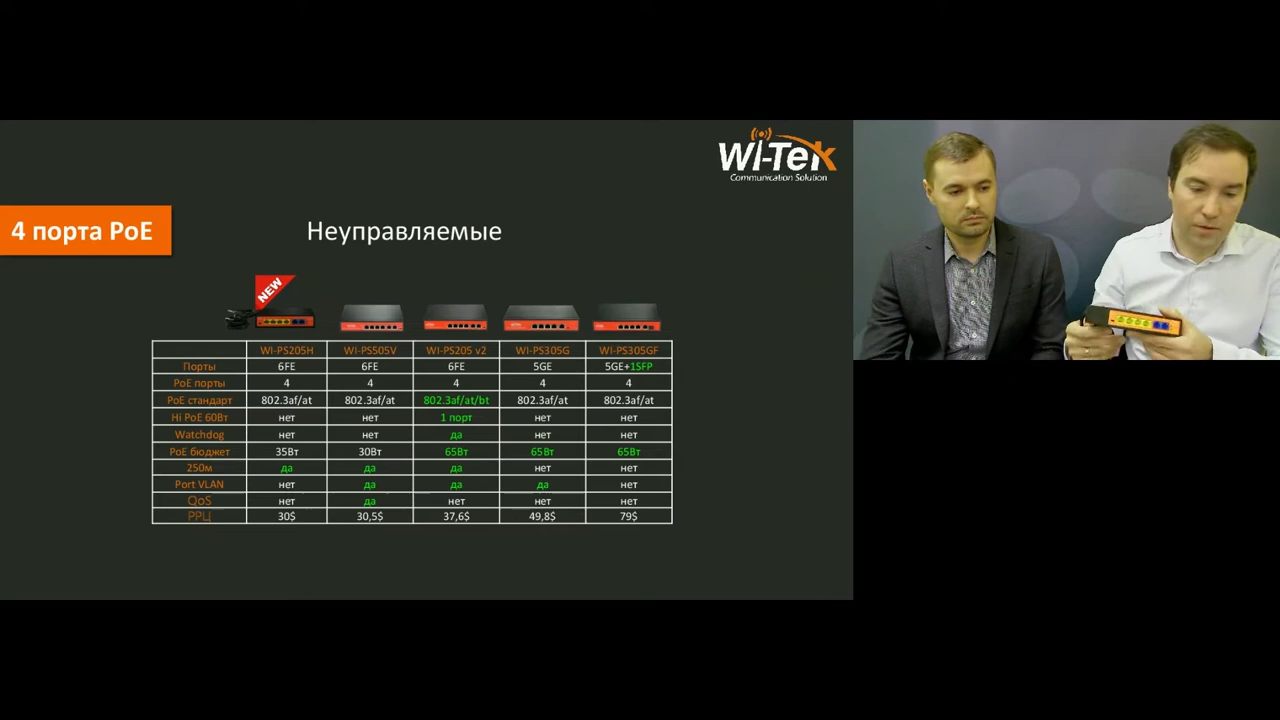 Wi-Tek
Communication Solution
4 порта PoE
Неуправляемые
NEW
WI-PS205H WI-PS505V WI-PS205 v2 WI-PS305G WI-PS305GF
Порты 6FE 6FE 6FE 5GE 5GE+1SFP
PoE порты 4 4 4 4 4
PoE стандарт 802.3af/at 802.3af/at 802.3af/at/bt 802.3af/at 802.3af/at
Hi PoE 60Вт нет нет 1 порт нет нет
Watchdog нет нет да нет нет
PoE бюджет 35Вт 30Вт 65Вт 65Вт 65Вт
250м да да да нет нет
Port VLAN нет да да да нет
QoS нет да нет нет нет
РРЦ 30$ 30,5$ 37,6$ 49,8$ 79$